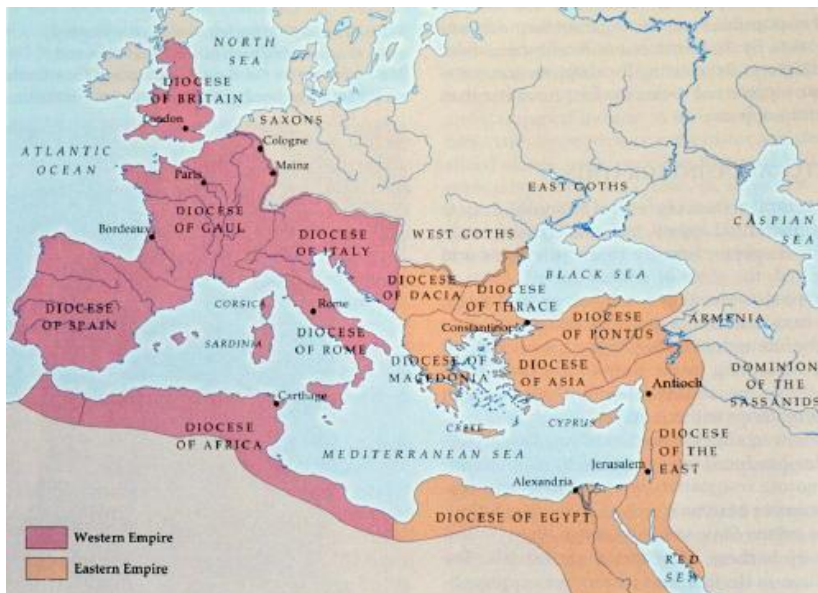 NORTH
SEA
DIOCESE
OF BRITAIN
London
SAXONS
Cologne
ATLANTIC
OCEAN
Mainz
Paris
EAST GOTHS
DIOCESE
OF GAUL
Bordeaux
WEST GOTHS
CASPIAN
SEA
DIOCESE
OF ITALY
BLACK SEA
DIOCESE
OF DACIA
DIOCESE
OF THRACE
CORSICA
Rome
DIOCESE
OF SPAIN
DIOCESE
OF PONTUS
ARMENIA
Constantinople
SARDINIA
DIOCESE
OF ROME
DIOCESE OF
MACEDONIA
DIOCESE
OF ASIA
DOMINION
OF THE
SASSANIDS
Antioch
Carthage
DIOCESE
OF AFRICA
CRETE
CYPRUS
DIOCESE
OF THE
EAST
MEDITERRANEAN SEA
Jerusalem
Alexandria
DIOCESE OF EGYPT
Western Empire
Eastern Empire
RED
SEA